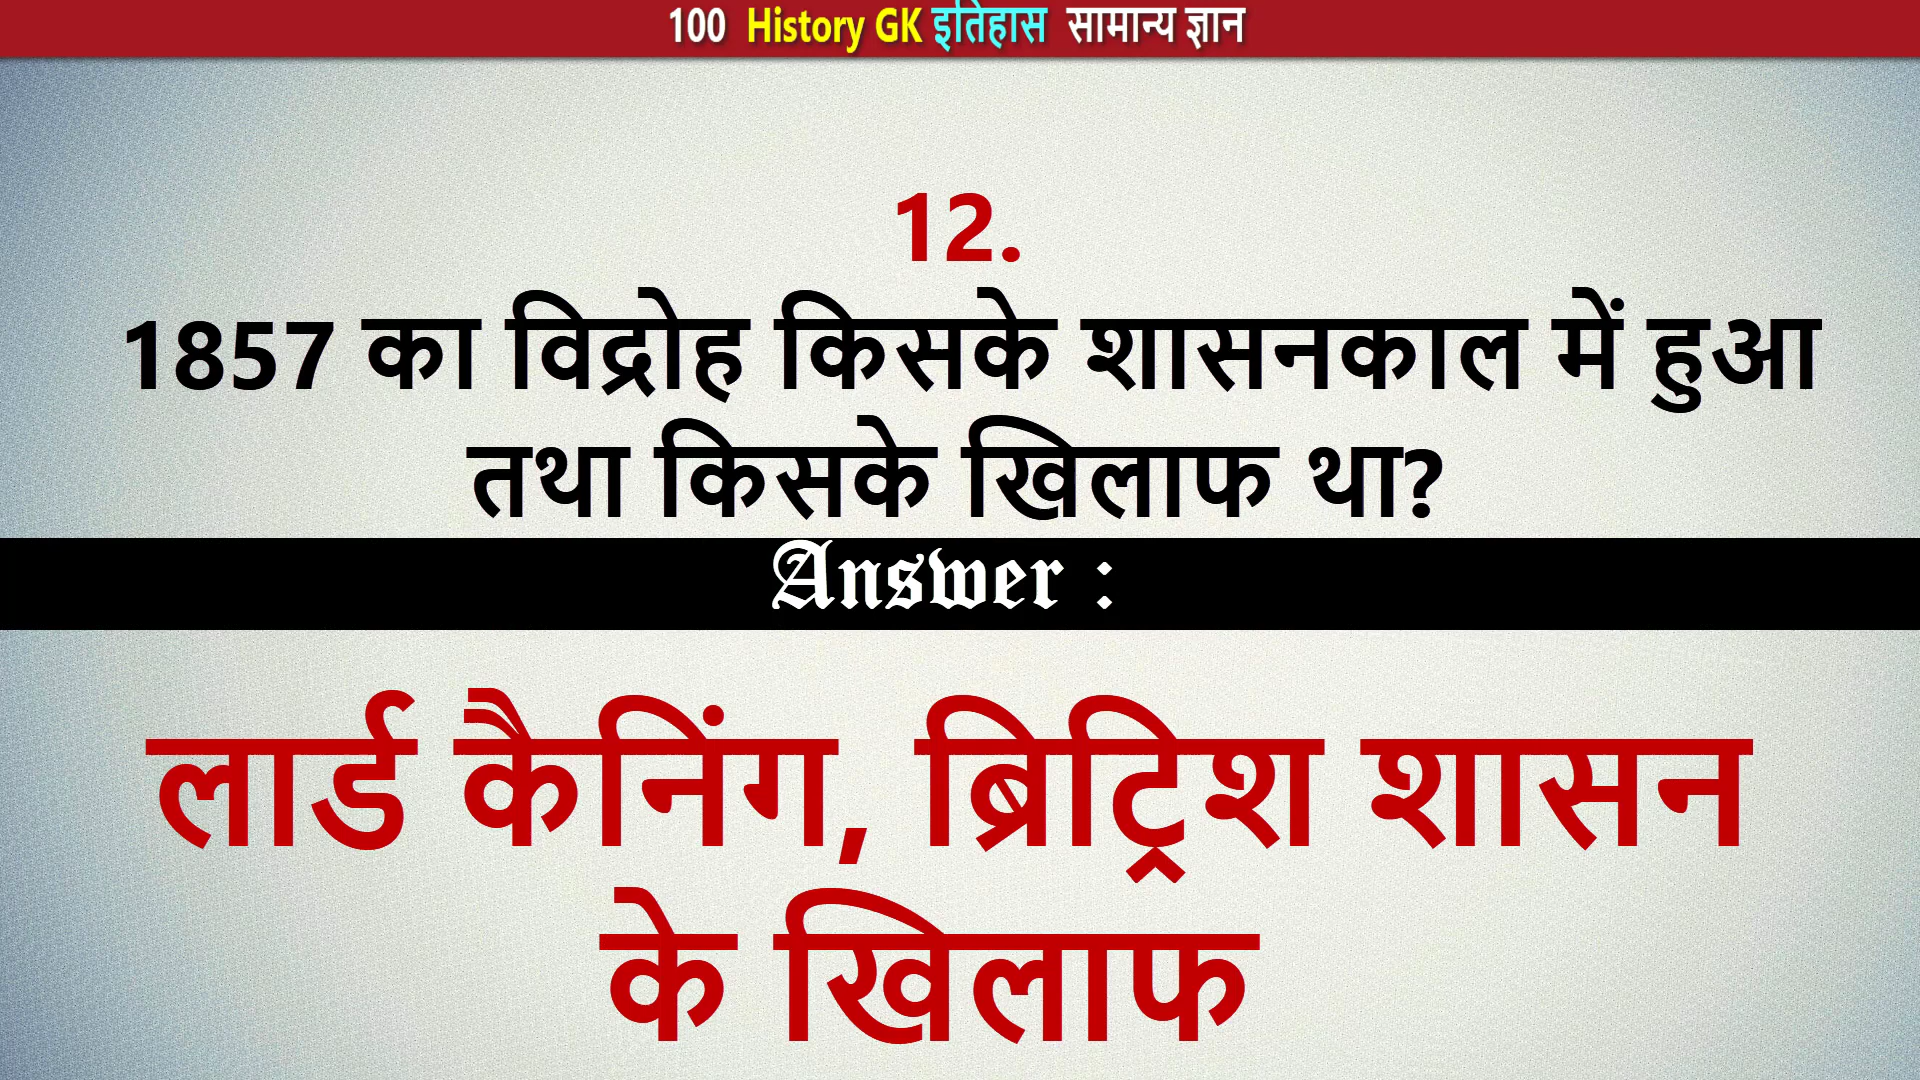 100 History GK इतिहास सामान्य ज्ञान
12.
1857 का विद्रोह किसके शासनकाल में हुआ
तथा किसके खिलाफ था?
Answer :
लार्ड कैनिंग, ब्रिट्रिश शासन
के खिलाफ